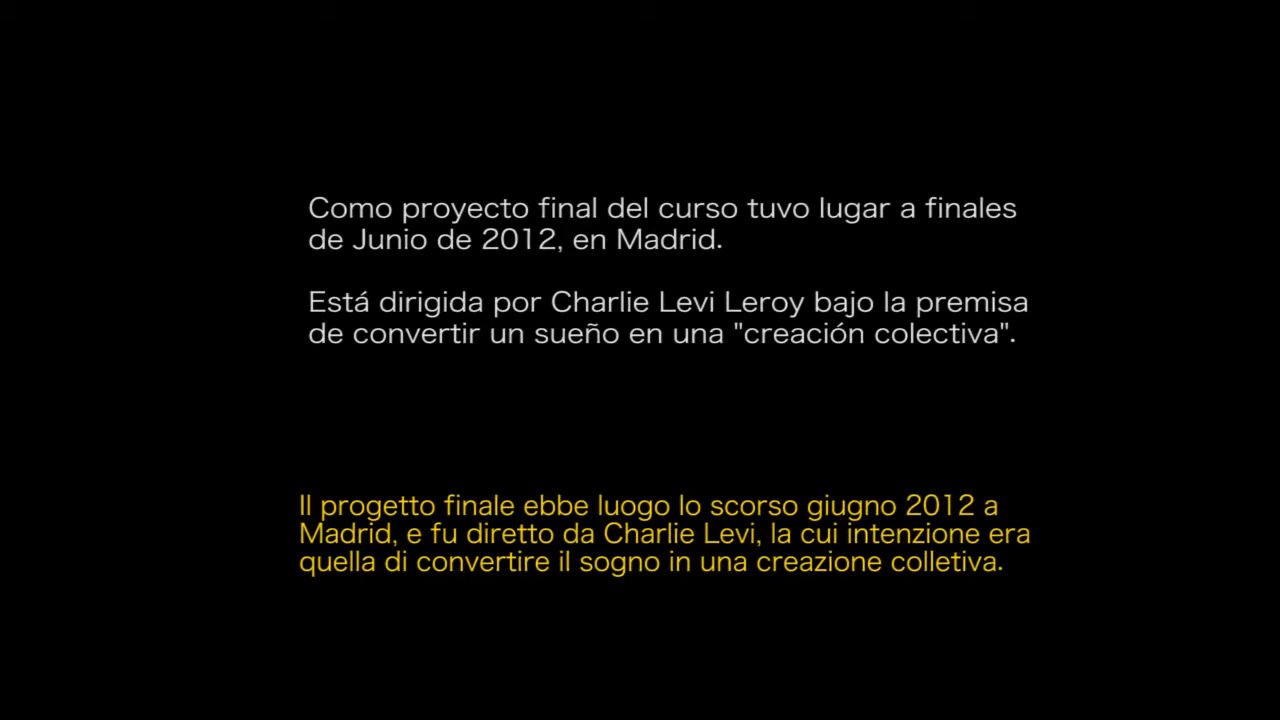 Como proyecto final del curso tuvo lugar a finales
de Junio de 2012, en Madrid.
Está dirigida por Charlie Levi Leroy bajo la premisa
de convertir un sueño en una "creación colectiva".
Il progetto finale ebbe luogo lo scorso giugno 2012 a
Madrid, e fu diretto da Charlie Levi, la cui intenzione era
quella di convertire il sogno in una creazione colletiva.